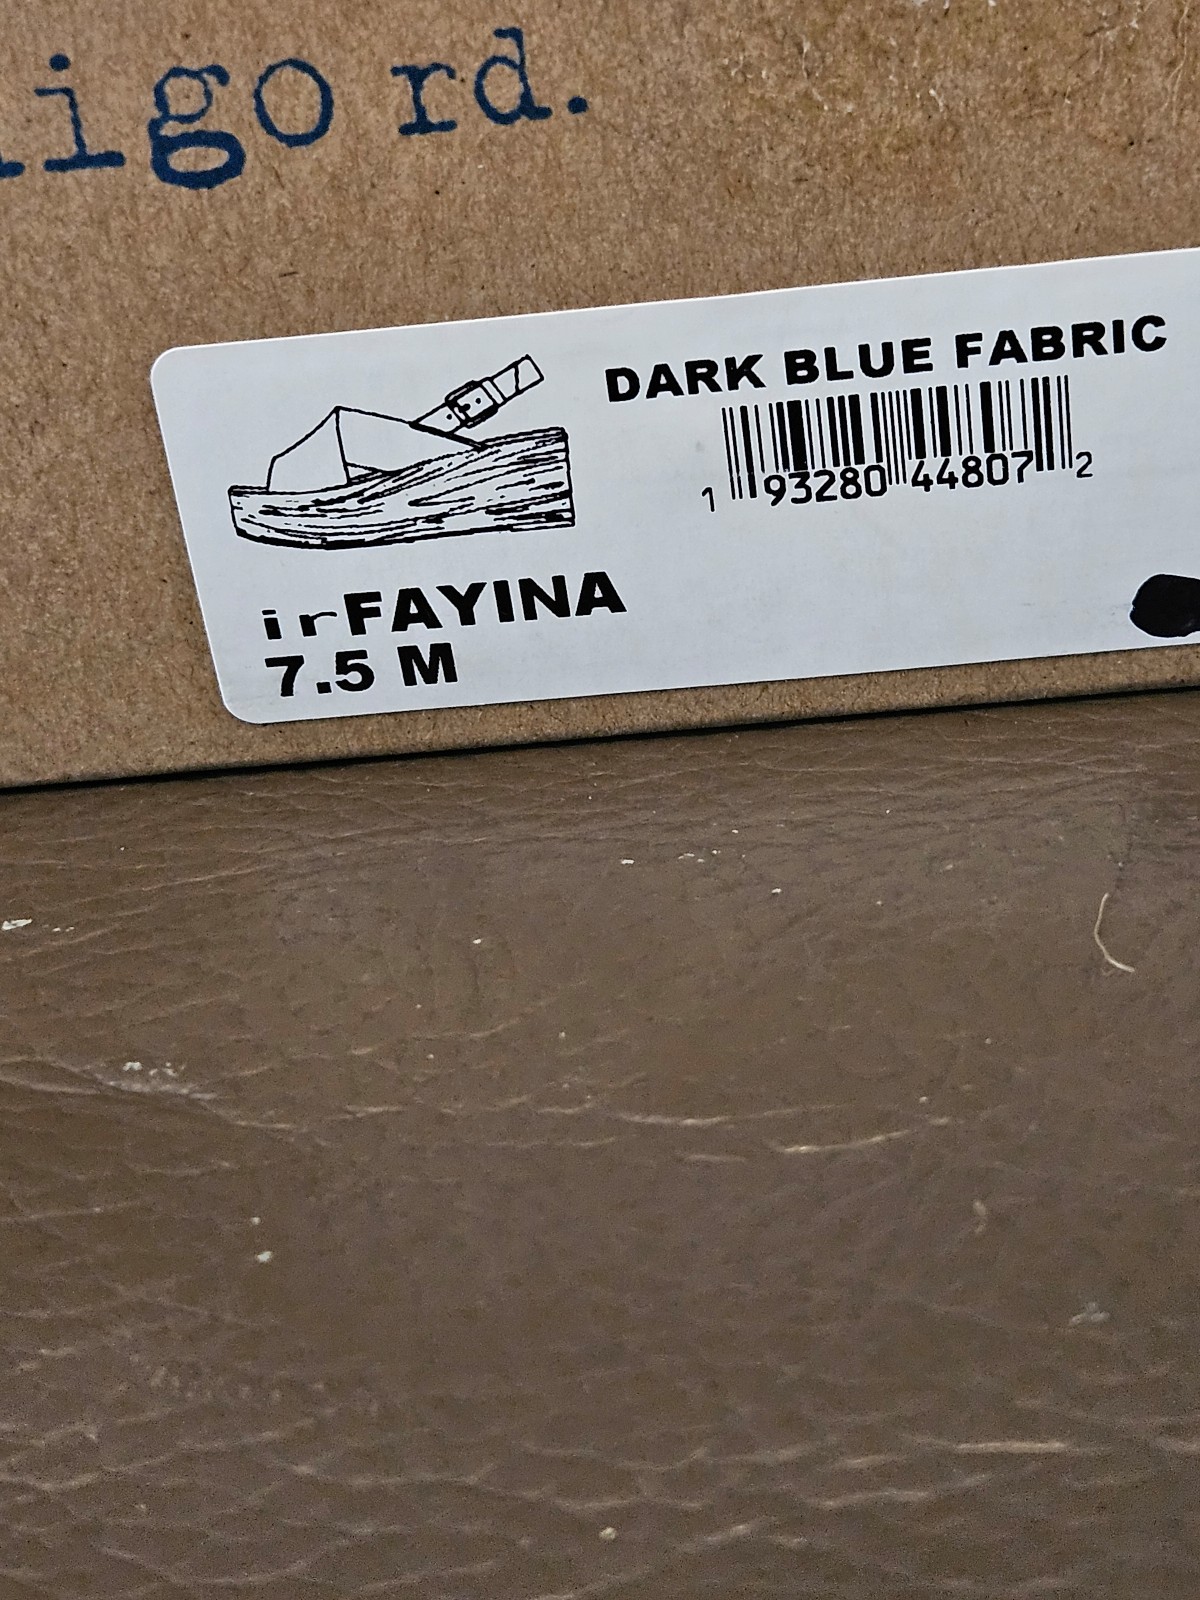 igo rd.
DARK BLUE FABRIC
1 93280 44807 2
irFAYINA
7.5 M